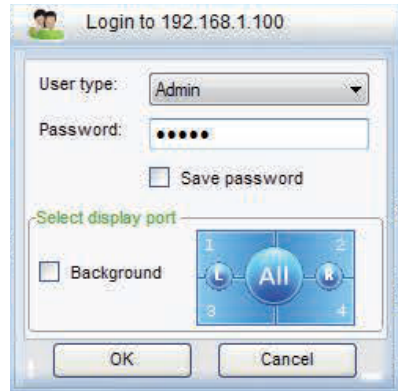 Login to 192.168.1.100
User type: Admin
Password: •••••
Save password
Select display port
1 2
Background L All R
3 4
OK Cancel